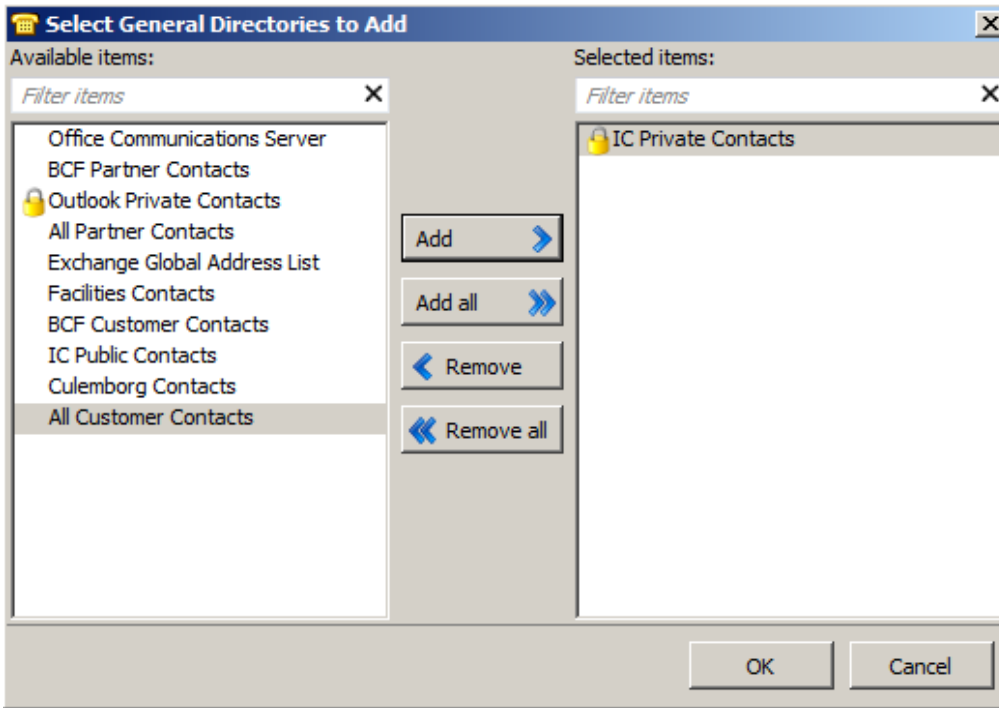 Select General Directories to Add
Available items:
Filter items
Office Communications Server
BCF Partner Contacts
Outlook Private Contacts
All Partner Contacts
Exchange Global Address List
Facilities Contacts
BCF Customer Contacts
IC Public Contacts
Culemborg Contacts
All Customer Contacts
Add
Add all
Remove
Remove all
Selected items:
Filter items
IC Private Contacts
OK
Cancel